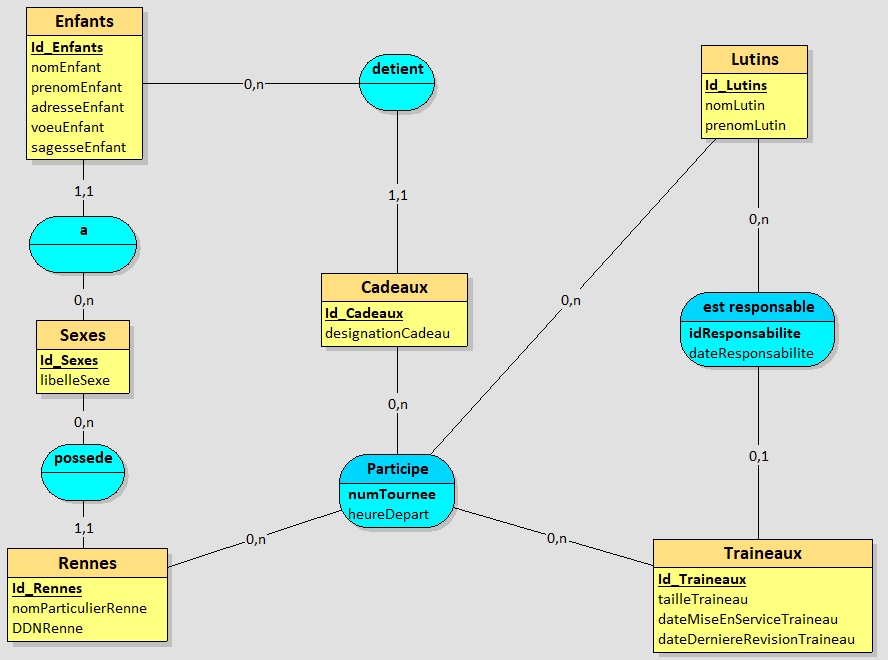 Enfants
Id_Enfants
nomEnfant
prenomEnfant
adresseEnfant
voeuEnfant
sagesseEnfant
0,n
detient
Lutins
Id_Lutins
nomLutin
prenomLutin
1,1
a
0,n
1,1
0,n
0,n
Sexes
Id_Sexes
libelleSexe
Cadeaux
Id_Cadeaux
designationCadeau
est responsable
idResponsabilite
dateResponsabilite
0,n
0,n
0,1
possede
1,1
Participe
numTournee
heureDepart
0,n
0,n
Rennes
Id_Rennes
nomParticulierRenne
DDNRenne
Traineaux
Id_Traineaux
tailleTraineau
dateMiseEnServiceTraineau
dateDerniereRevisionTraineau